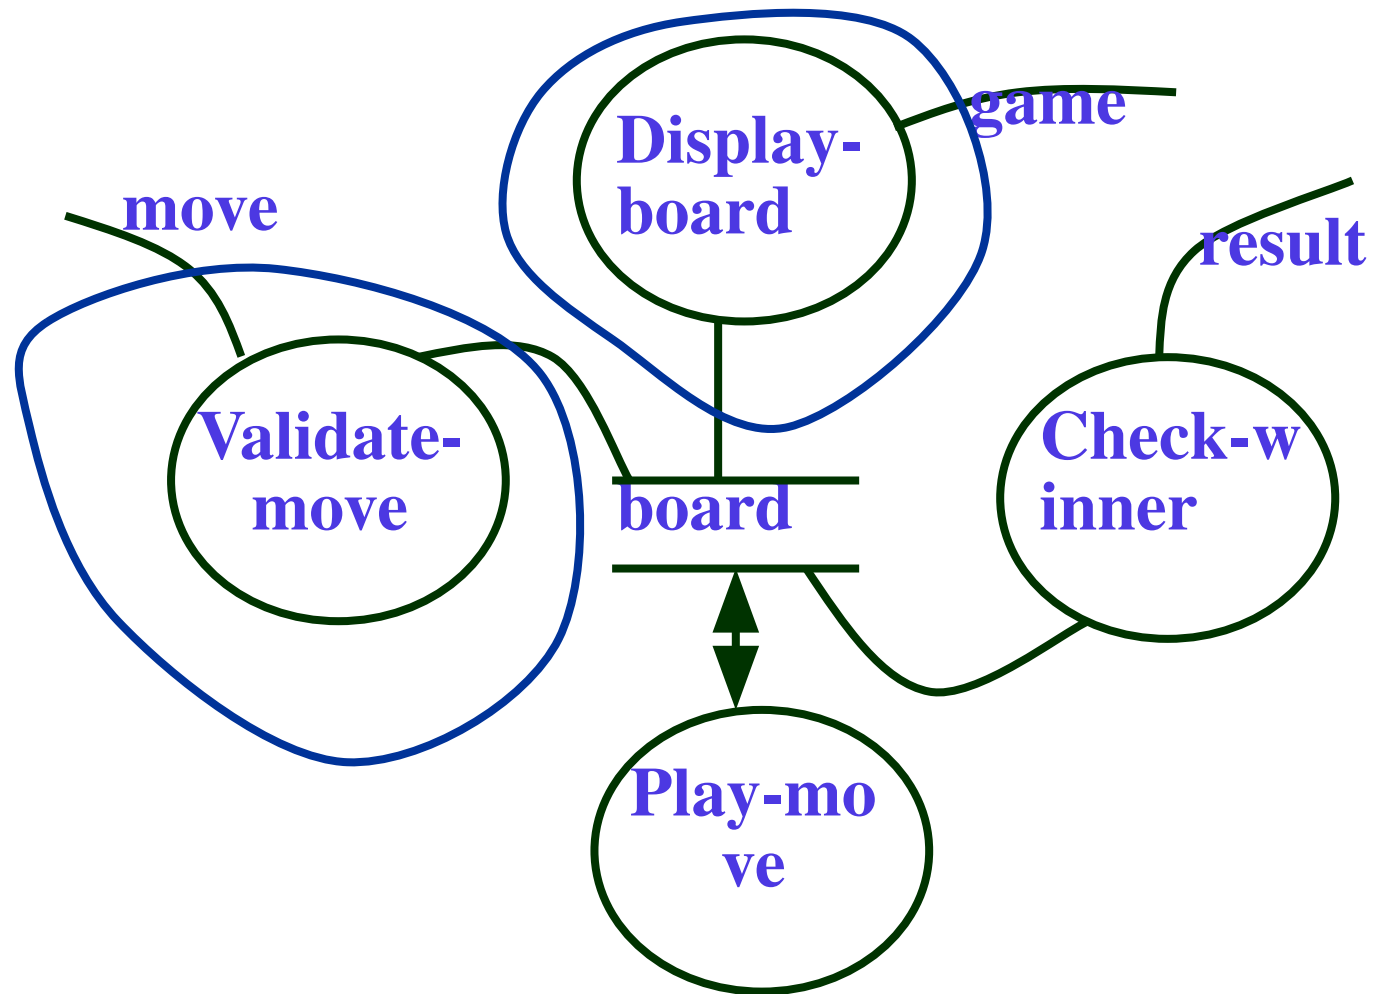 Display-
board
game
move
result
Validate-
move
board
Check-w
inner
Play-mo
ve